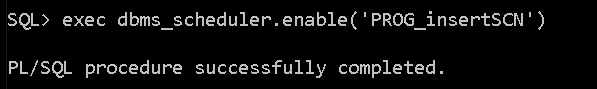 SQL> exec dbms_scheduler.enable('PROG_insertSCN')
PL/SQL procedure successfully completed.